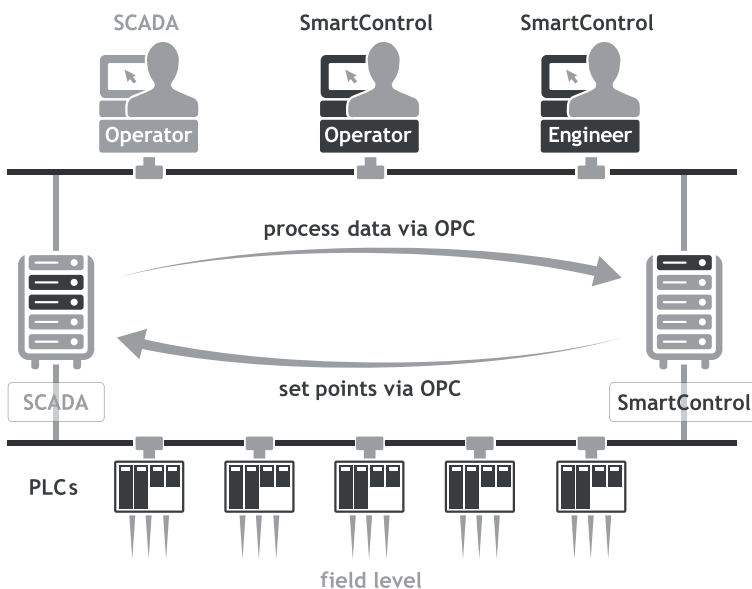 SCADA
SmartControl
SmartControl
Operator
Operator
Engineer
process data via OPC
set points via OPC
SCADA
SmartControl
PLCs
field level